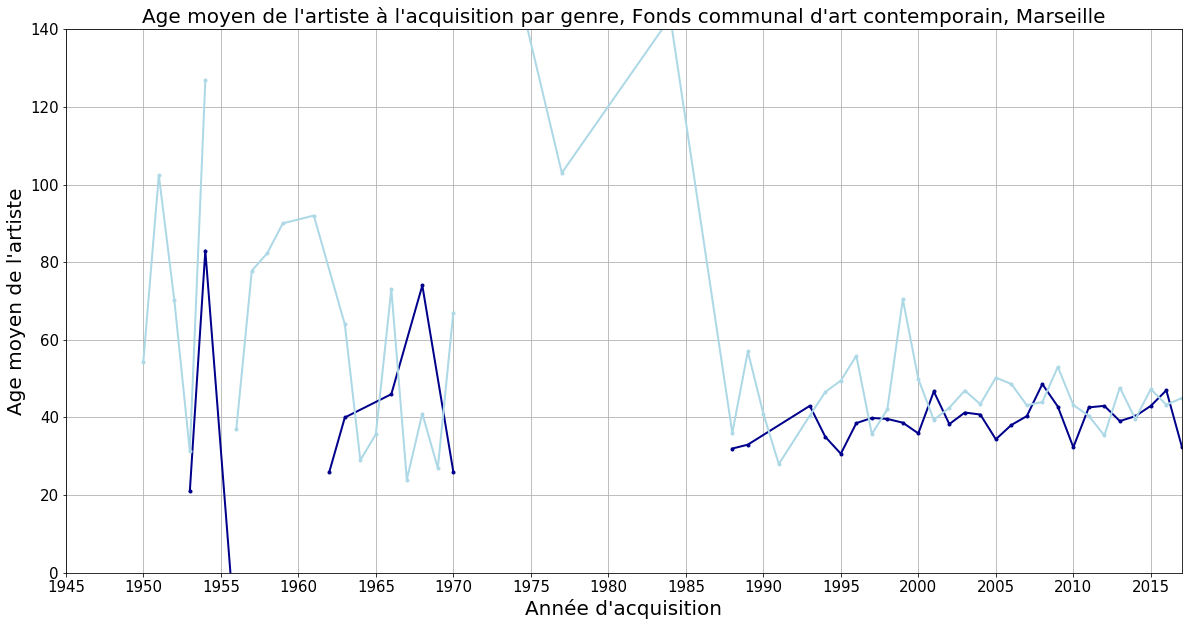 Age moyen de l'artiste à l'acquisition par genre, Fonds communal d'art contemporain, Marseille
Age moyen de l'artiste
140
120
100
80
60
40
20
0
1945 1950 1955 1960 1965 1970 1975 1980 1985 1990 1995 2000 2005 2010 2015
Année d'acquisition